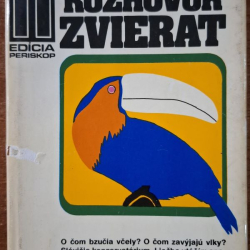 ROZHOVOR
ZVIERAT
EDÍCIA
PERISKOP
O čom bzučia včely? O čom zavýjajú vlky?